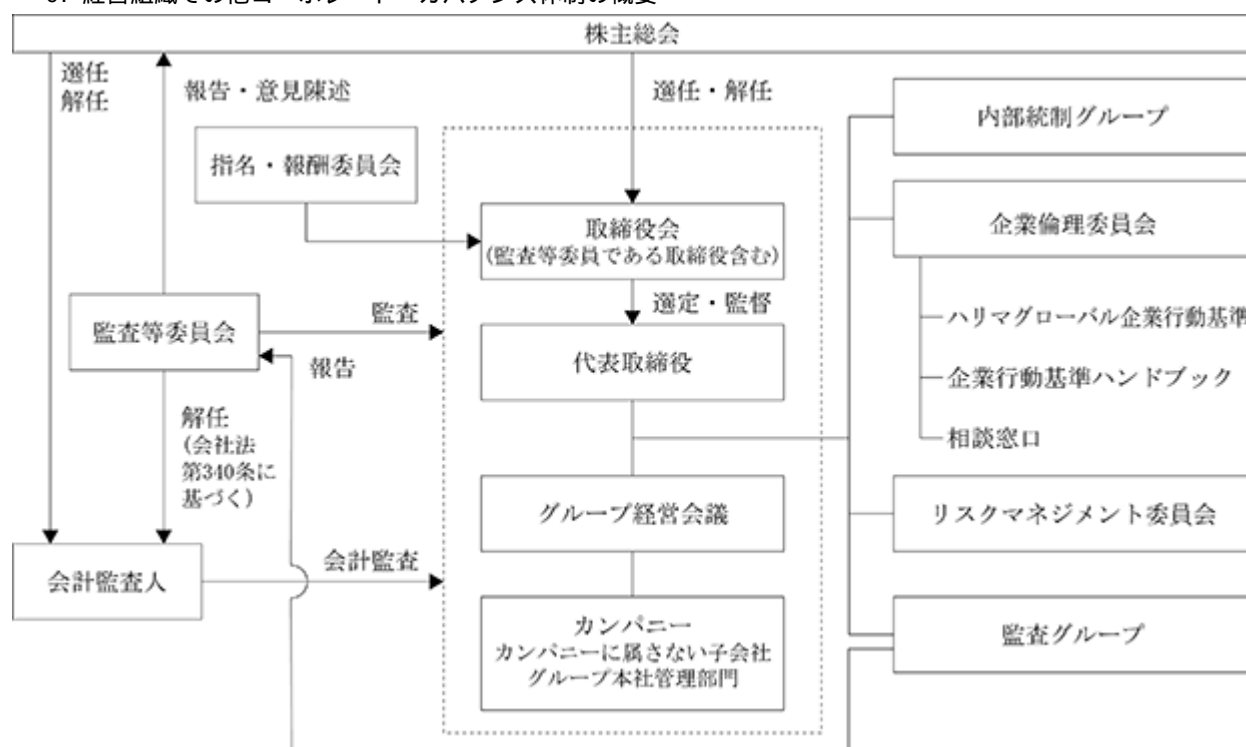 株主総会
選任
解任
報告・意見陳述
選任・解任
内部統制グループ
指名・報酬委員会
取締役会
(監査等委員である取締役含む)
企業倫理委員会
選定・監督
監査等委員会
監査
報告
代表取締役
ハリマグローバル企業行動基準
企業行動基準ハンドブック
相談窓口
解任
(会社法
第340条に
基づく)
グループ経営会議
リスクマネジメント委員会
会計監査人
会計監査
カンパニー
カンパニーに属さない子会社
グループ本社管理部門
監査グループ